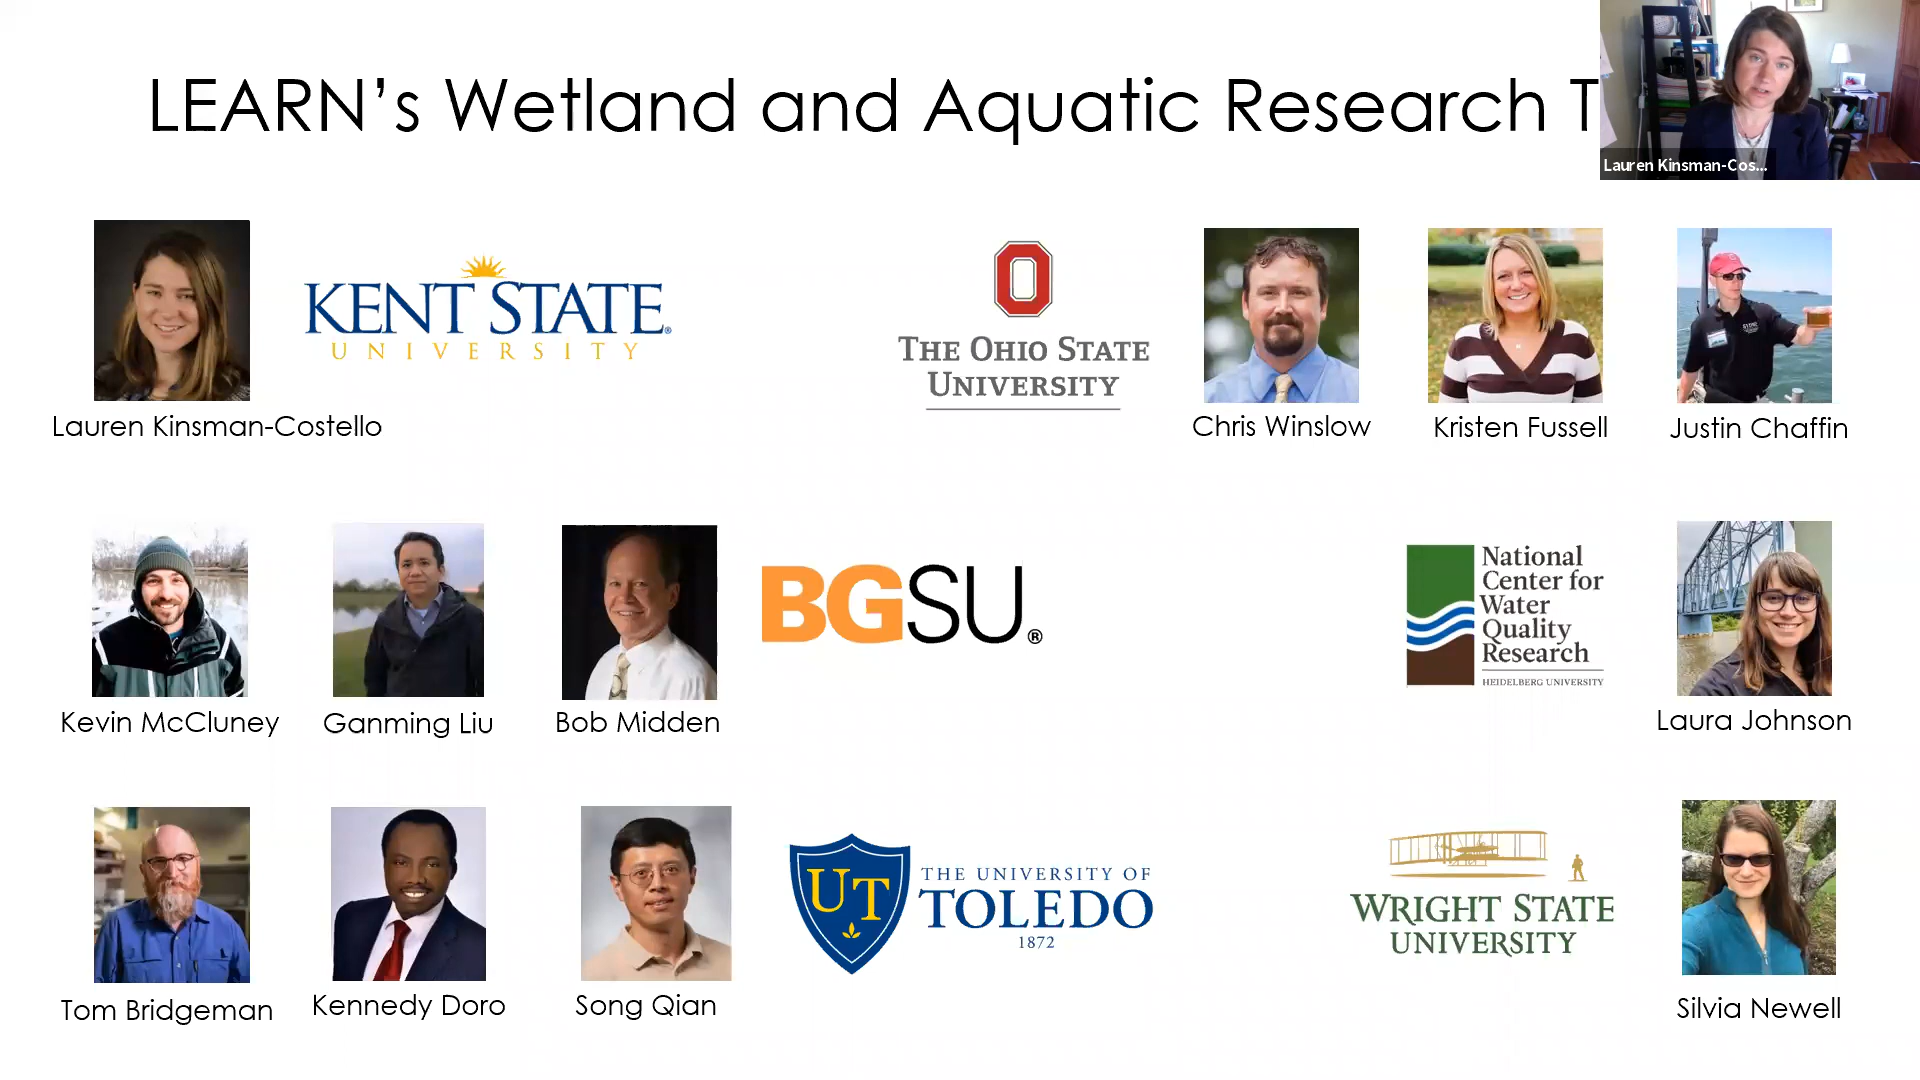 LEARN's Wetland and Aquatic Research T
Lauren Kinsman-Cos...
KENT STATE®
UNIVERSITY
Lauren Kinsman-Costello
THE OHIO STATE
UNIVERSITY
Chris Winslow
Kristen Fussell
Justin Chaffin
Kevin McCluney
Ganming Liu
Bob Midden
BGSU®
National
Center for
Water
Quality
Research
HEIDELBERG UNIVERSITY
Laura Johnson
Tom Bridgeman
Kennedy Doro
Song Qian
UT
THE UNIVERSITY OF
TOLEDO
1872
WRIGHT STATE
UNIVERSITY
Silvia Newell